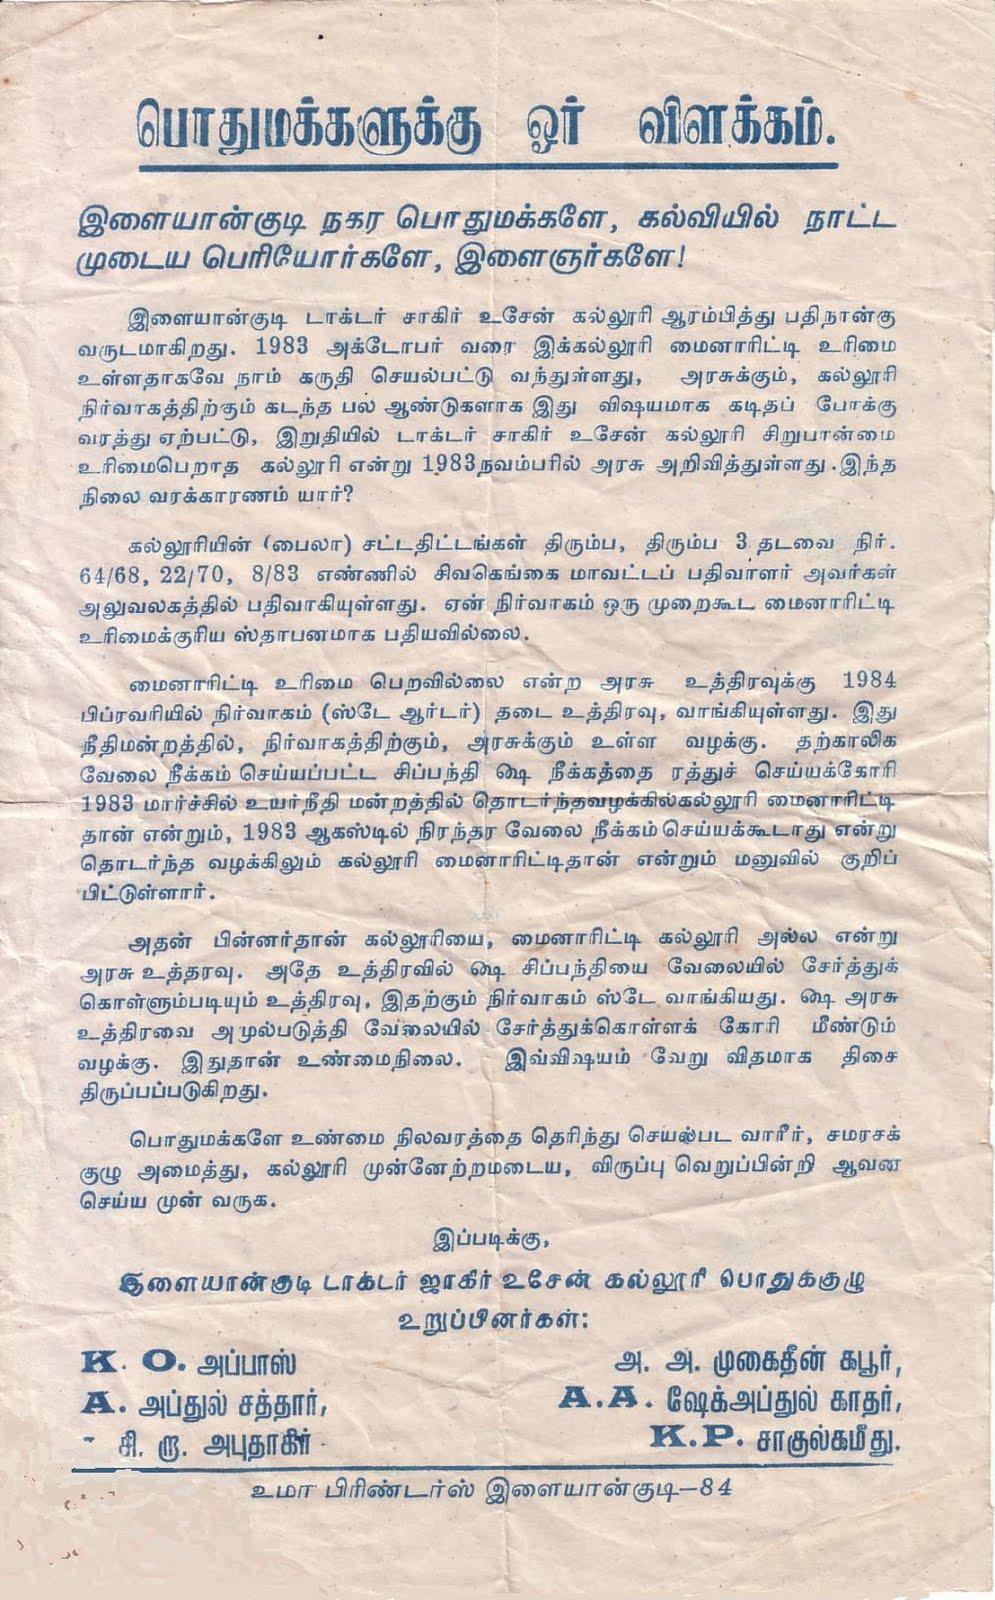 பொதுமக்களுக்கு ஓர் விளக்கம்.
இளையான்குடி நகர பொதுமக்களே, கல்வியில் நாட்ட
முடைய பெரியோர்களே, இளைஞர்களே!
இளையான்குடி டாக்டர் சாகிர் உசேன் கல்லூரி ஆரம்பித்து பதிநான்கு
வருடமாகிறது. 1983 அக்டோபர் வரை இக்கல்லூரி மைனாரிட்டி உரிமை
உள்ளதாகவே நாம் கருதி செயல்பட்டு வந்துள்ளது, அரசுக்கும், கல்லூரி
நிர்வாகத்திற்கும் கடந்த பல ஆண்டுகளாக இது விஷயமாக கடிதப் போக்கு
வரத்து ஏற்பட்டு, இறுதியில் டாக்டர் சாகிர் உசேன் கல்லூரி சிறுபான்மை
உரிமைபெறாத கல்லூரி என்று 1983நவம்பரில் அரசு அறிவித்துள்ளது.இந்த
நிலை வரக்காரணம் யார்?
கல்லூரியின் (பைலா) சட்டதிட்டங்கள் திரும்ப, திரும்ப 3 தடவை நிர்.
64/68, 22/70, 8/83 எண்ணில் சிவகெங்கை மாவட்டப் பதிவாளர் அவர்கள்
அலுவலகத்தில் பதிவாகியுள்ளது. ஏன் நிர்வாகம் ஒரு முறைகூட மைனாரிட்டி
உரிமைக்குரிய ஸ்தாபனமாக பதியவில்லை.
மைனாரிட்டி உரிமை பெறவில்லை என்ற அரசு உத்திரவுக்கு 1984
பிப்ரவரியில் நிர்வாகம் (ஸ்டே ஆர்டர்) தடை உத்திரவு, வாங்கியுள்ளது. இது
நீதிமன்றத்தில், நிர்வாகத்திற்கும், அரசுக்கும் உள்ள வழக்கு. தற்காலிக
வேலை நீக்கம் செய்யப்பட்ட சிப்பந்தி ௸ நீக்கத்தை ரத்துச் செய்யக்கோரி
1983 மார்ச்சில் உயர்நீதி மன்றத்தில் தொடர்ந்தவழக்கில்கல்லூரி மைனாரிட்டி
தான் என்றும், 1983 ஆகஸ்டில் நிரந்தர வேலை நீக்கம் செய்யக்கூடாது என்று
தொடர்ந்த வழக்கிலும் கல்லூரி மைனாரிட்டிதான் என்றும் மனுவில் குறிப்
பிட்டுள்ளார்.
அதன் பின்னர்தான் கல்லூரியை, மைனாரிட்டி கல்லூரி அல்ல என்று
அரசு உத்தரவு. அதே உத்திரவில் ௸ சிப்பந்தியை வேலையில் சேர்த்துக்
கொள்ளும்படியும் உத்திரவு, இதற்கும் நிர்வாகம் ஸ்டே வாங்கியது. ௸ அரசு
உத்திரவை அமுல்படுத்தி வேலையில் சேர்த்துக்கொள்ளக் கோரி மீண்டும்
வழக்கு. இதுதான் உண்மைநிலை. இவ்விஷயம் வேறு விதமாக திசை
திருப்பப்படுகிறது.
பொதுமக்களே உண்மை நிலவரத்தை தெரிந்து செயல்பட வாரீர், சமரசக்
குழு அமைத்து, கல்லூரி முன்னேற்றமடைய, விருப்பு வெறுப்பின்றி ஆவன
செய்ய முன் வருக.
இப்படிக்கு,
இளையான்குடி டாக்டர் ஜாகிர் உசேன் கல்லூரி பொதுக்குழு
உறுப்பினர்கள்:
K. O. அப்பாஸ் அ. அ. முகைதீன் கபூர்,
A. அப்துல் சத்தார், A.A. ஷேக்அப்துல் காதர்,
சி. று. அபுதாகிர் K.P. சாகுல்கமீது.
உமா பிரிண்டர்ஸ் இளையான்குடி—84